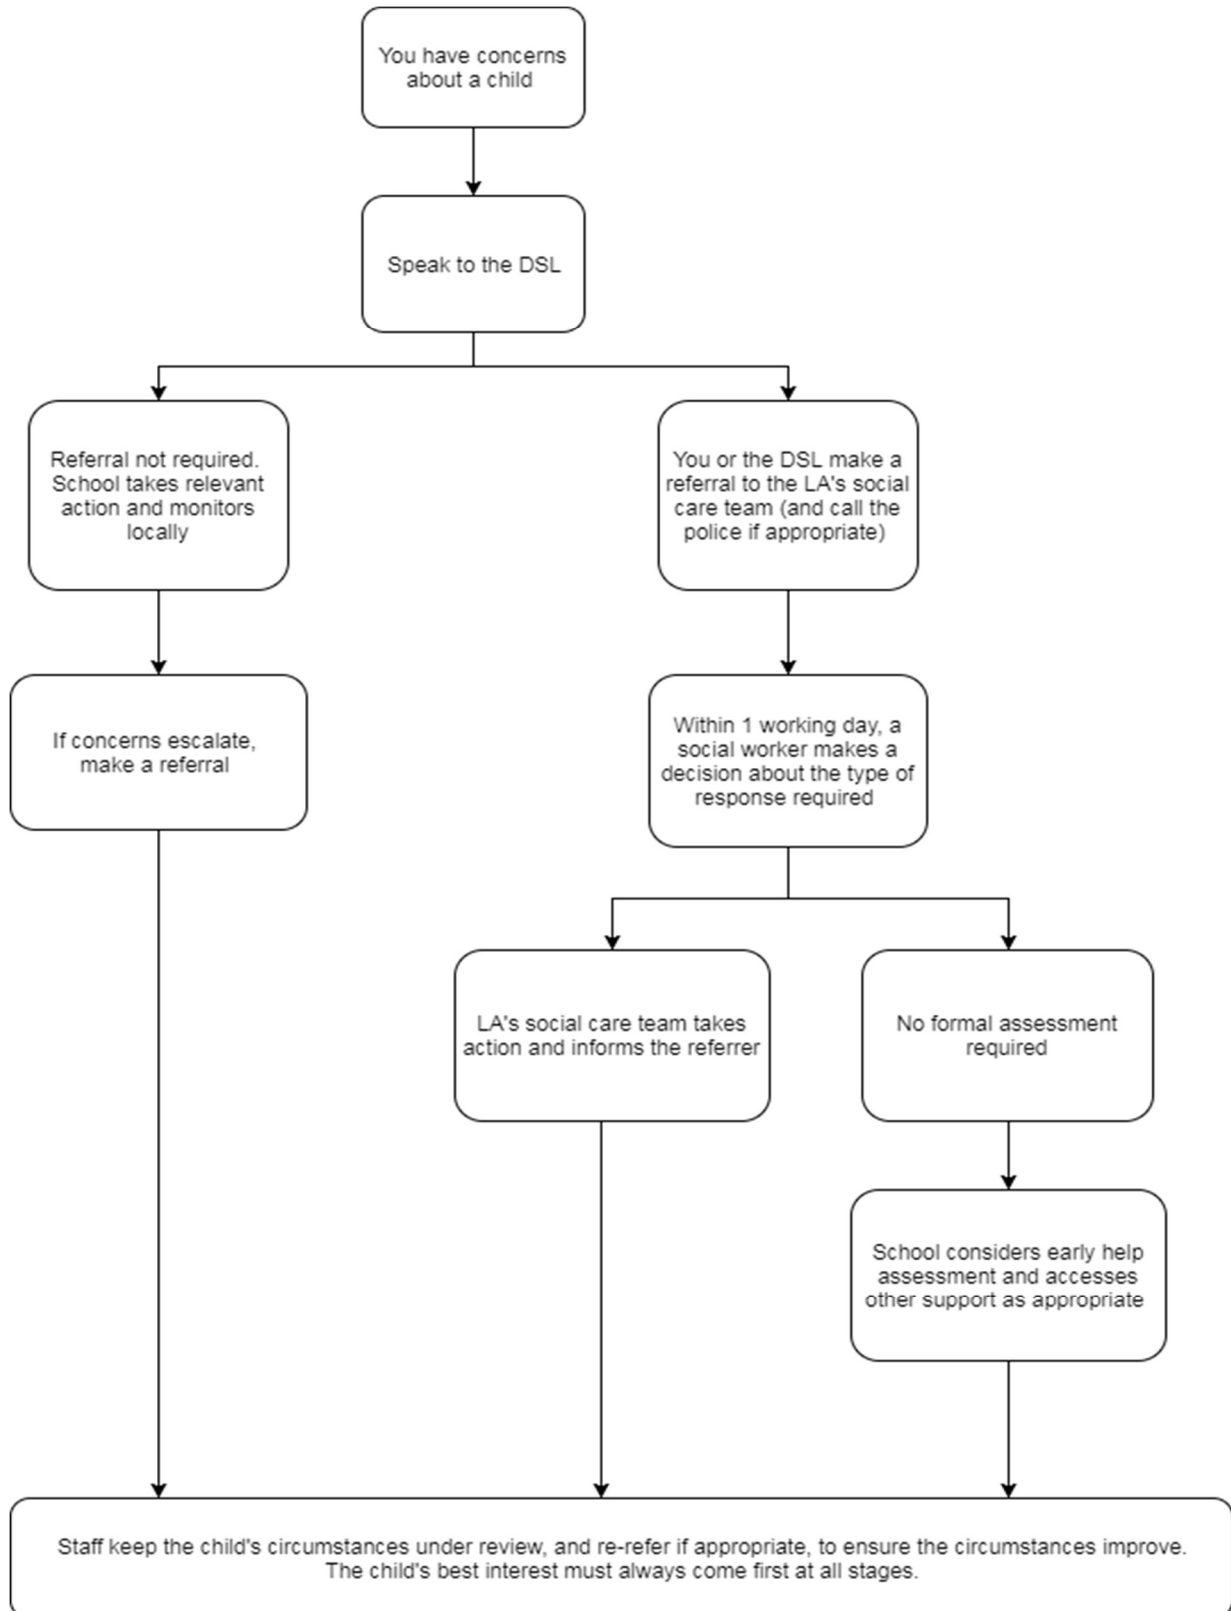 You have concerns
about a child
Speak to the DSL
Referral not required.
School takes relevant
action and monitors
locally
You or the DSL make a
referral to the LA's social
care team (and call the
police if appropriate)
If concerns escalate,
make a referral
Within 1 working day, a
social worker makes a
decision about the type of
response required
LA's social care team takes
action and informs the referrer
No formal assessment
required
School considers early help
assessment and accesses
other support as appropriate
Staff keep the child's circumstances under review, and re-refer if appropriate, to ensure the circumstances improve.
The child's best interest must always come first at all stages.